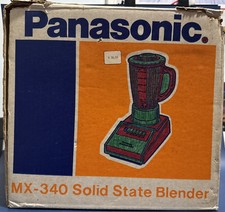 Panasonic.
MX-340 Solid State Blender